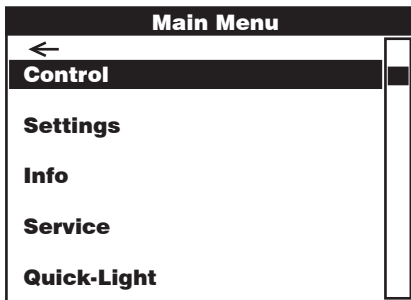 Main Menu
←
Control
Settings
Info
Service
Quick-Light